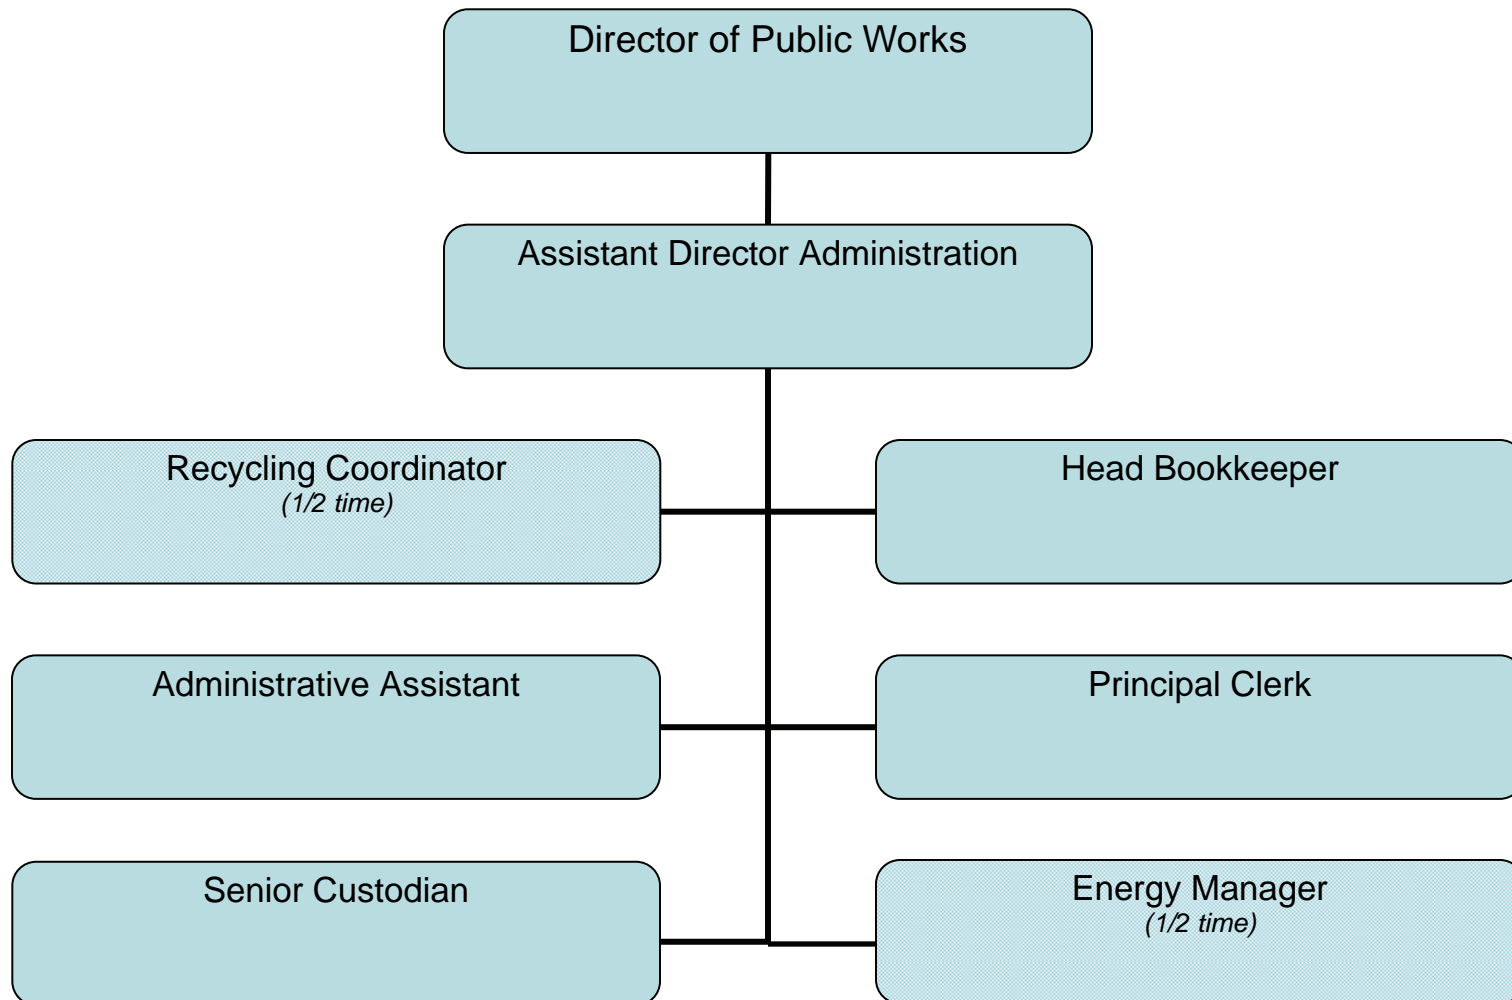 Director of Public Works
Assistant Director Administration
Recycling Coordinator
(1/2 time)
Head Bookkeeper
Administrative Assistant
Principal Clerk
Senior Custodian
Energy Manager
(1/2 time)